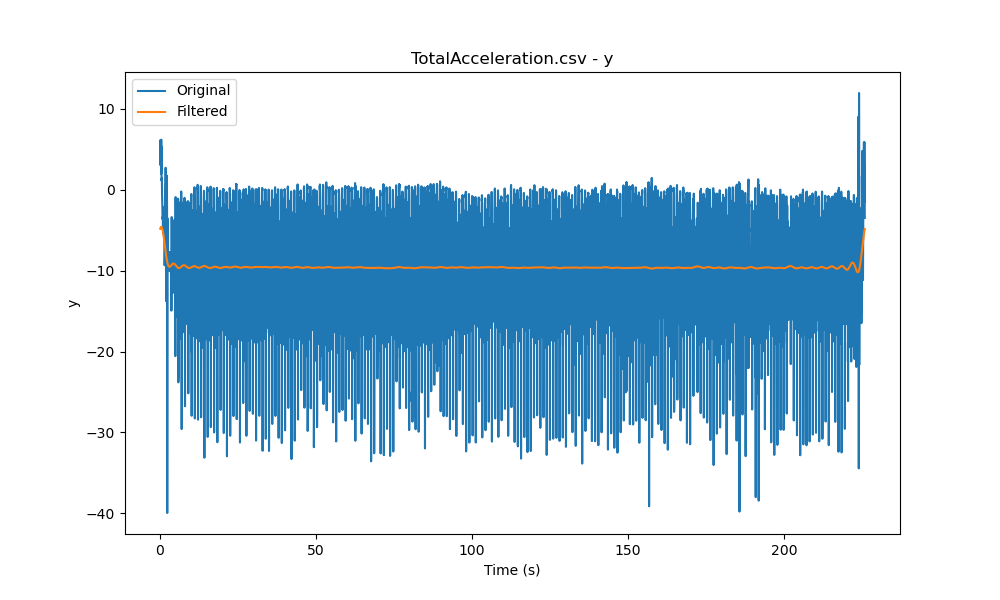 TotalAcceleration.csv - y
Original
Filtered
10
0
−10
−20
−30
−40
y
0
50
100
150
200
Time (s)